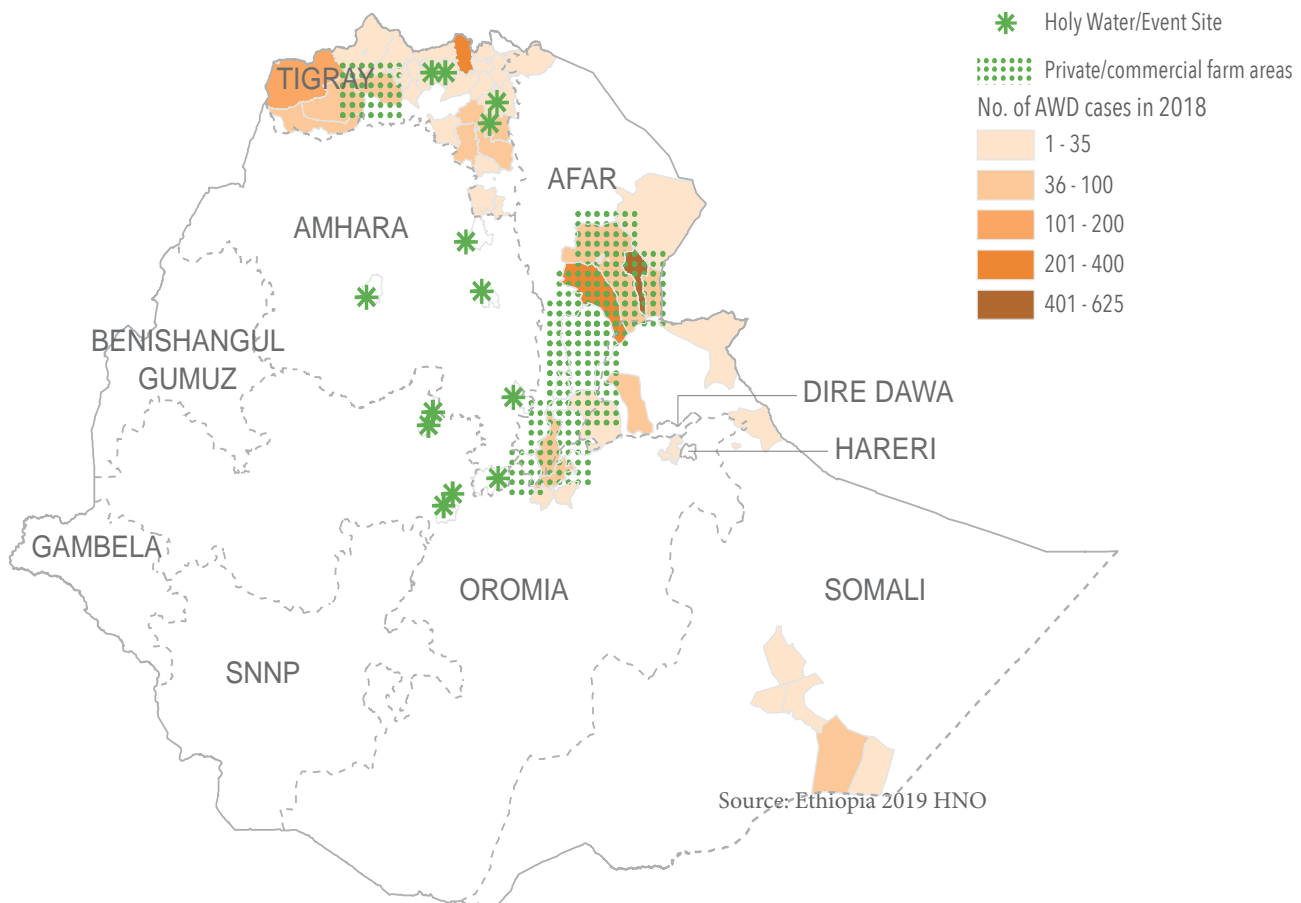 Holy Water/Event Site
Private/commercial farm areas
No. of AWD cases in 2018
1 - 35
36 - 100
101 - 200
201 - 400
401 - 625
TIGRAY
AFAR
AMHARA
BENISHANGUL
GUMUZ
DIRE DAWA
HARERI
GAMBELA
OROMIA
SOMALI
SNNP
Source: Ethiopia 2019 HNO